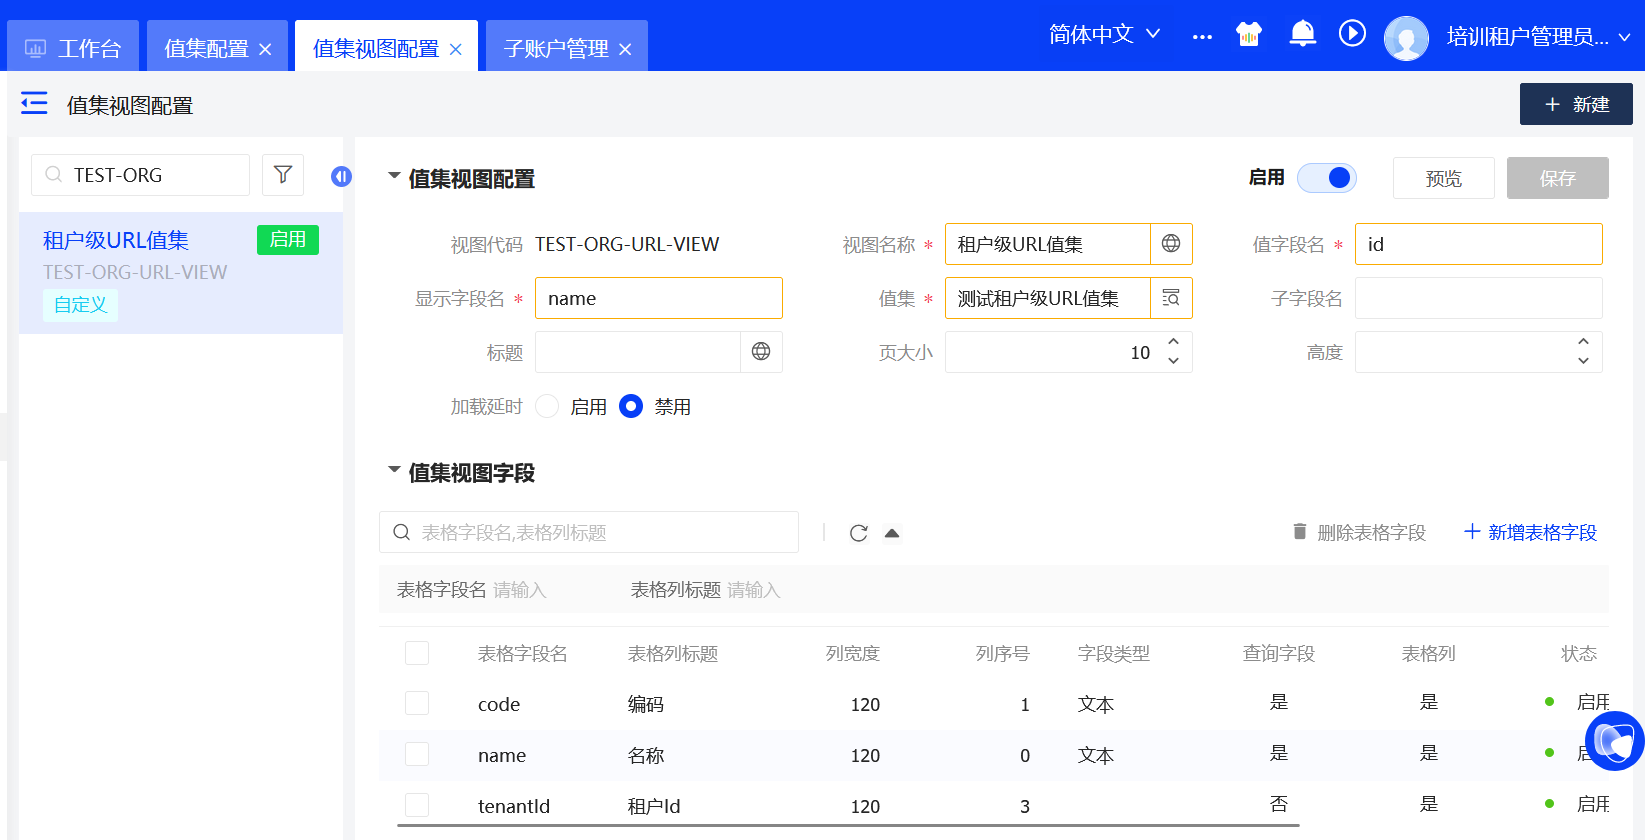 工作台 值集配置 值集视图配置 子账户管理 简体中文 ... 培训租户管理员...
值集视图配置 新建
TEST-ORG
租户级URL值集 启用
TEST-ORG-URL-VIEW
自定义
值集视图配置 启用 预览 保存
视图代码 TEST-ORG-URL-VIEW 视图名称 * 租户级URL值集 值字段名 * id
显示字段名 * name 值集 * 测试租户级URL值集 子字段名
标题 页大小 10 高度
加载延时 启用 禁用
值集视图字段
表格字段名,表格列标题 删除表格字段 新增表格字段
表格字段名 请输入 表格列标题 请输入
表格字段名 表格列标题 列宽度 列序号 字段类型 查询字段 表格列 状态
code 编码 120 1 文本 是 是 启用
name 名称 120 0 文本 是 是 启
tenantId 租户Id 120 3 否 是 启用